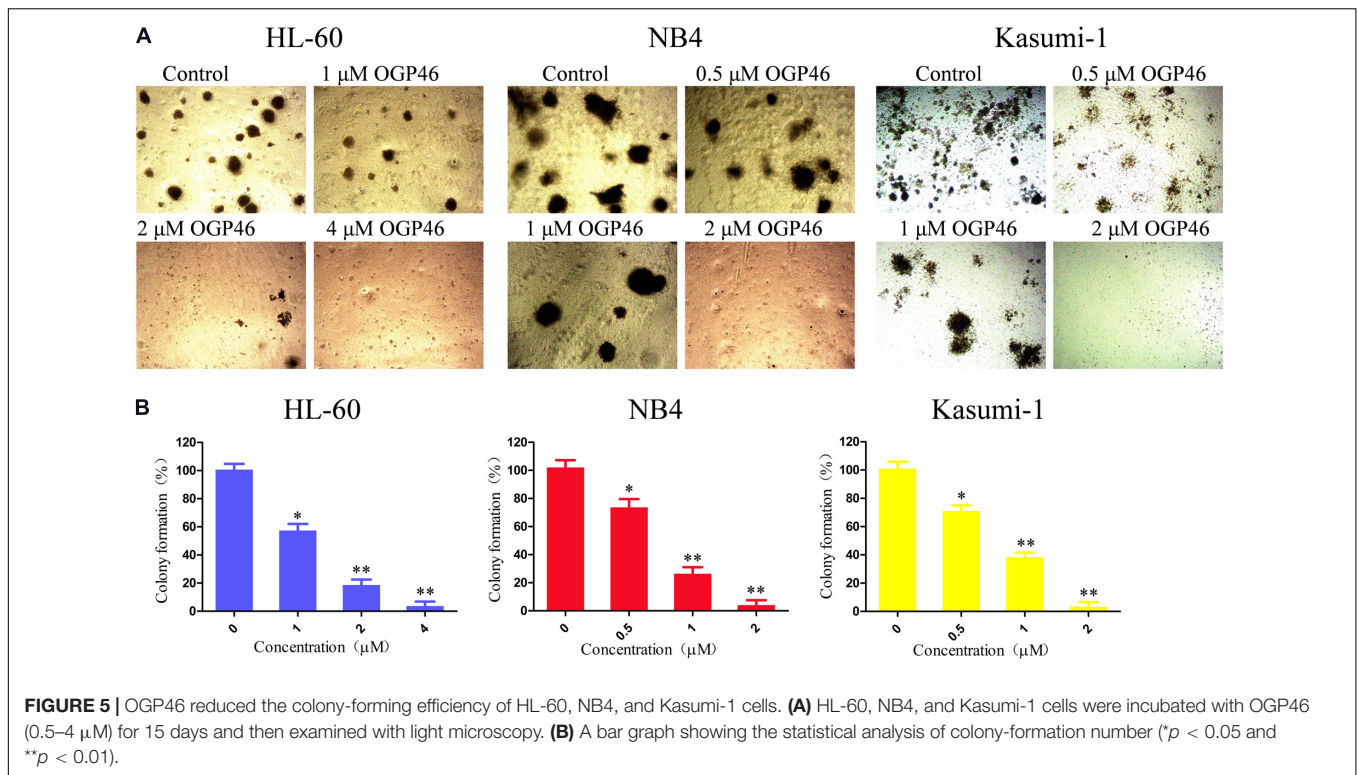 A
HL-60 NB4 Kasumi-1
Control 1 μM OGP46 Control 0.5 μM OGP46 Control 0.5 μM OGP46
2 μM OGP46 4 μM OGP46 1 μM OGP46 2 μM OGP46 1 μM OGP46 2 μM OGP46
B
HL-60
Colony formation (%)
120
100
80
60
40
20
0
*
**
**
0 1 2 4
Concentration (μM)
NB4
Colony formation (%)
120
100
80
60
40
20
0
*
**
**
0 0.5 1 2
Concentration (μM)
Kasumi-1
Colony formation (%)
120
100
80
60
40
20
0
*
**
**
0 0.5 1 2
Concentration (μM)
FIGURE 5 | OGP46 reduced the colony-forming efficiency of HL-60, NB4, and Kasumi-1 cells. (A) HL-60, NB4, and Kasumi-1 cells were incubated with OGP46
(0.5–4 μM) for 15 days and then examined with light microscopy. (B) A bar graph showing the statistical analysis of colony-formation number (*p < 0.05 and
**p < 0.01).